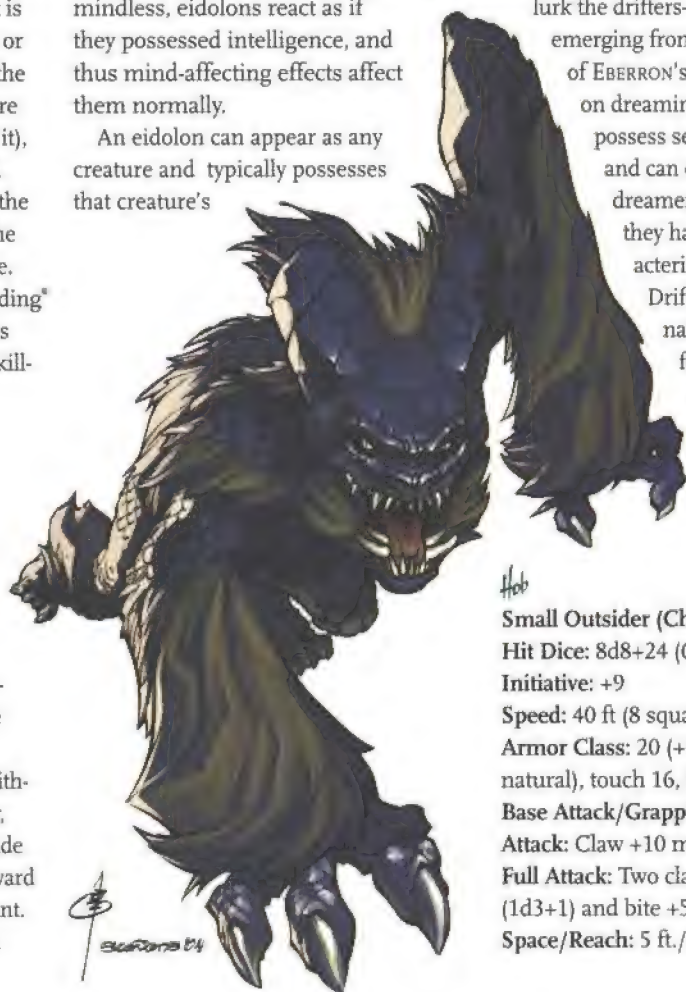 is
or
the
re
it),
the
ne
e.
ding"
s
kill-
-
e
ith-
,
de
ward
nt.
mindless, eidolons react as if
they possessed intelligence, and
thus mind-affecting effects affect
them normally.
An eidolon can appear as any
creature and typically possesses
that creature's
lurk the drifters-
emerging from
of EBERRON's
on dreamin
possess se
and can
dreame
they ha
acteri
Drif
na
f
Hob
Small Outsider (Ch
Hit Dice: 8d8+24 (
Initiative: +9
Speed: 40 ft (8 squa
Armor Class: 20 (+
natural), touch 16,
Base Attack/Grapp
Attack: Claw +10 m
Full Attack: Two cla
(1d3+1) and bite +5
Space/Reach: 5 ft./